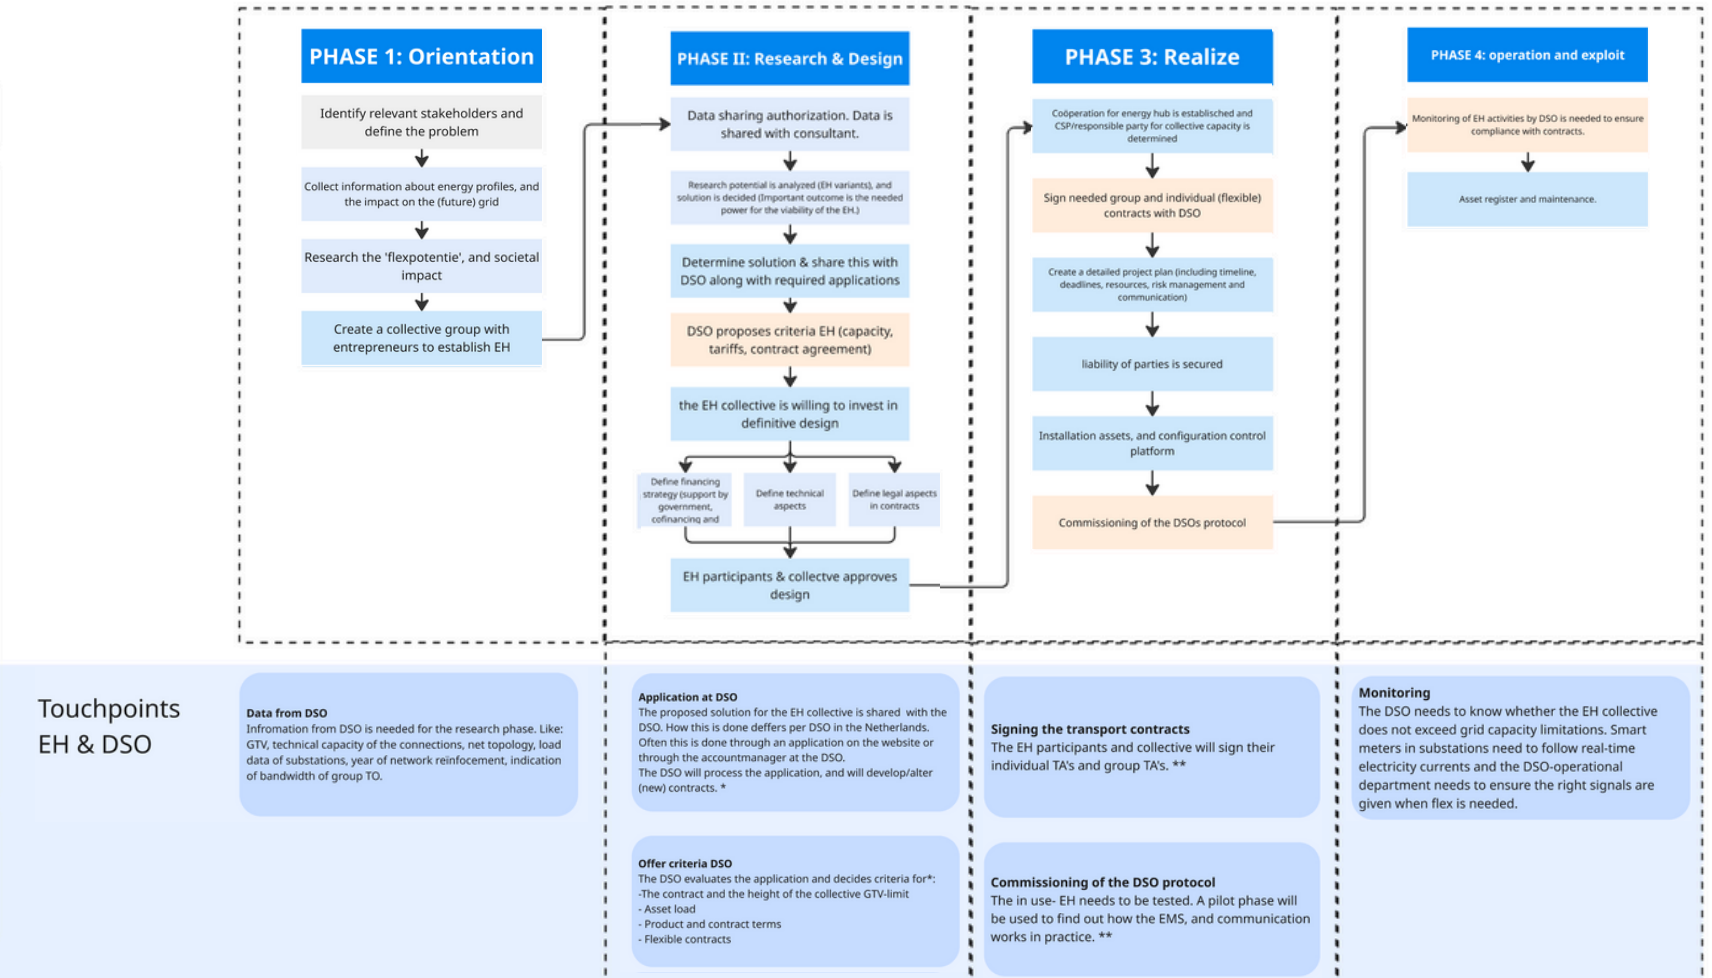 PHASE 1: Orientation
Identify relevant stakeholders and
define the problem
Collect information about energy profiles, and
the impact on the (future) grid
Research the 'flexpotentie', and societal
impact
Create a collective group with
entrepreneurs to establish EH
PHASE II: Research & Design
Data sharing authorization. Data is
shared with consultant.
Research potential is analyzed (EH variants), and
solution is decided (Important outcome is the needed
power for the viability of the EH.)
Determine solution & share this with
DSO along with required applications
DSO proposes criteria EH (capacity,
tariffs, contract agreement)
the EH collective is willing to invest in
definitive design
Define financing
strategy (support by
government,
cofinancing and
Define technical
aspects
Define legal aspects
in contracts
EH participants & collectve approves
design
PHASE 3: Realize
Coöperation for energy hub is establisched and
CSP/responsible party for collective capacity is
determined
Sign needed group and individual (flexible)
contracts with DSO
Create a detailed project plan (including timeline,
deadlines, resources, risk management and
communication)
liability of parties is secured
Installation assets, and configuration control
platform
Commissioning of the DSOs protocol
PHASE 4: operation and exploit
Monitoring of EH activities by DSO is needed to ensure
compliance with contracts.
Asset register and maintenance.
Touchpoints
EH & DSO
Data from DSO
Infromation from DSO is needed for the research phase. Like:
GTV, technical capacity of the connections, net topology, load
data of substations, year of network reinfocement, indication
of bandwidth of group TO.
Application at DSO
The proposed solution for the EH collective is shared with the
DSO. How this is done deffers per DSO in the Netherlands.
Often this is done through an application on the website or
through the accountmanager at the DSO.
The DSO will process the application, and will develop/alter
(new) contracts. *
Offer criteria DSO
The DSO evaluates the application and decides criteria for*:
-The contract and the height of the collective GTV-limit
- Asset load
- Product and contract terms
- Flexible contracts
Signing the transport contracts
The EH participants and collective will sign their
individual TA's and group TA's. **
Commissioning of the DSO protocol
The in use- EH needs to be tested. A pilot phase will
be used to find out how the EMS, and communication
works in practice. **
Monitoring
The DSO needs to know whether the EH collective
does not exceed grid capacity limitations. Smart
meters in substations need to follow real-time
electricity currents and the DSO-operational
department needs to ensure the right signals are
given when flex is needed.